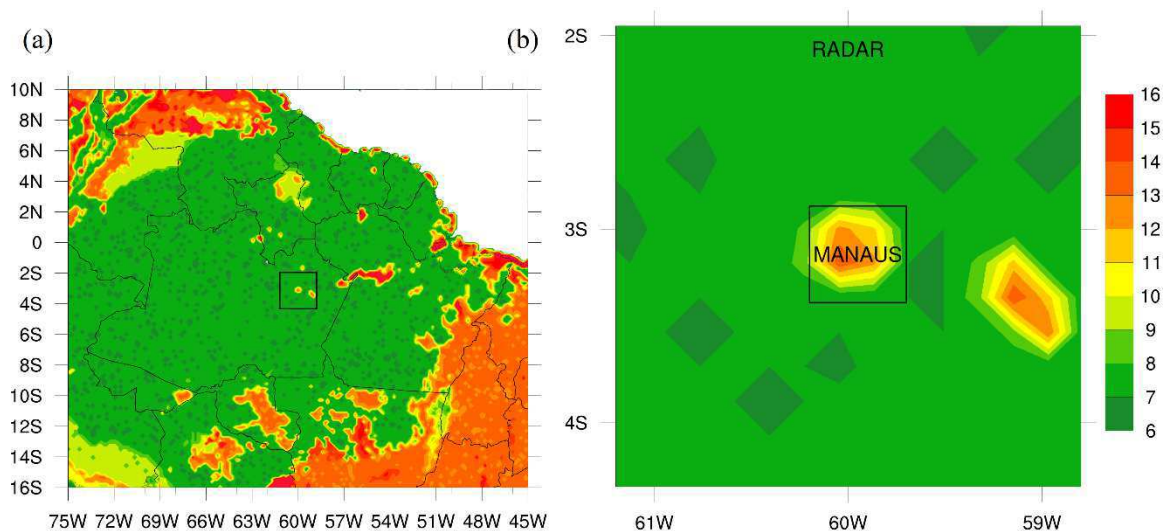 (a)
10N
8N
6N
4N
2N
0
2S
4S
6S
8S
10S
12S
14S
16S
75W 72W 69W 66W 63W 60W 57W 54W 51W 48W 45W
(b)
2S
3S
4S
RADAR
MANAUS
61W 60W 59W
16
15
14
13
12
11
10
9
8
7
6